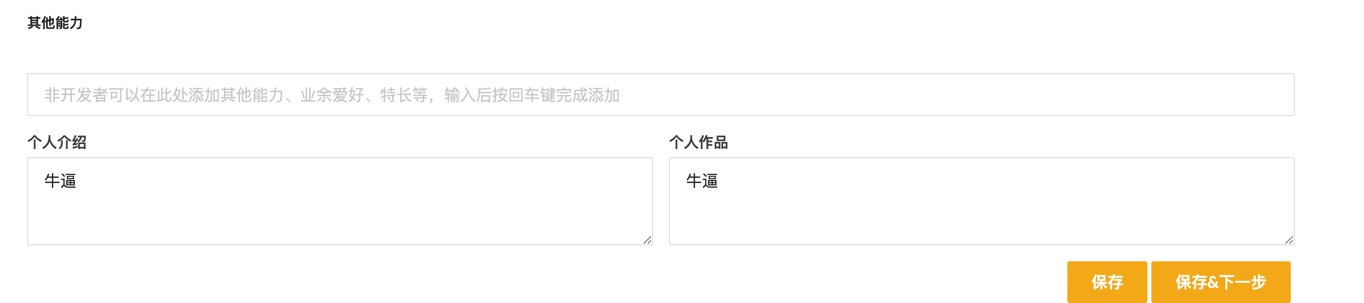 其他能力
非开发者可以在此处添加其他能力、业余爱好、特长等，输入后按回车键完成添加
个人介绍
个人作品
牛逼
牛逼
保存
保存&下一步